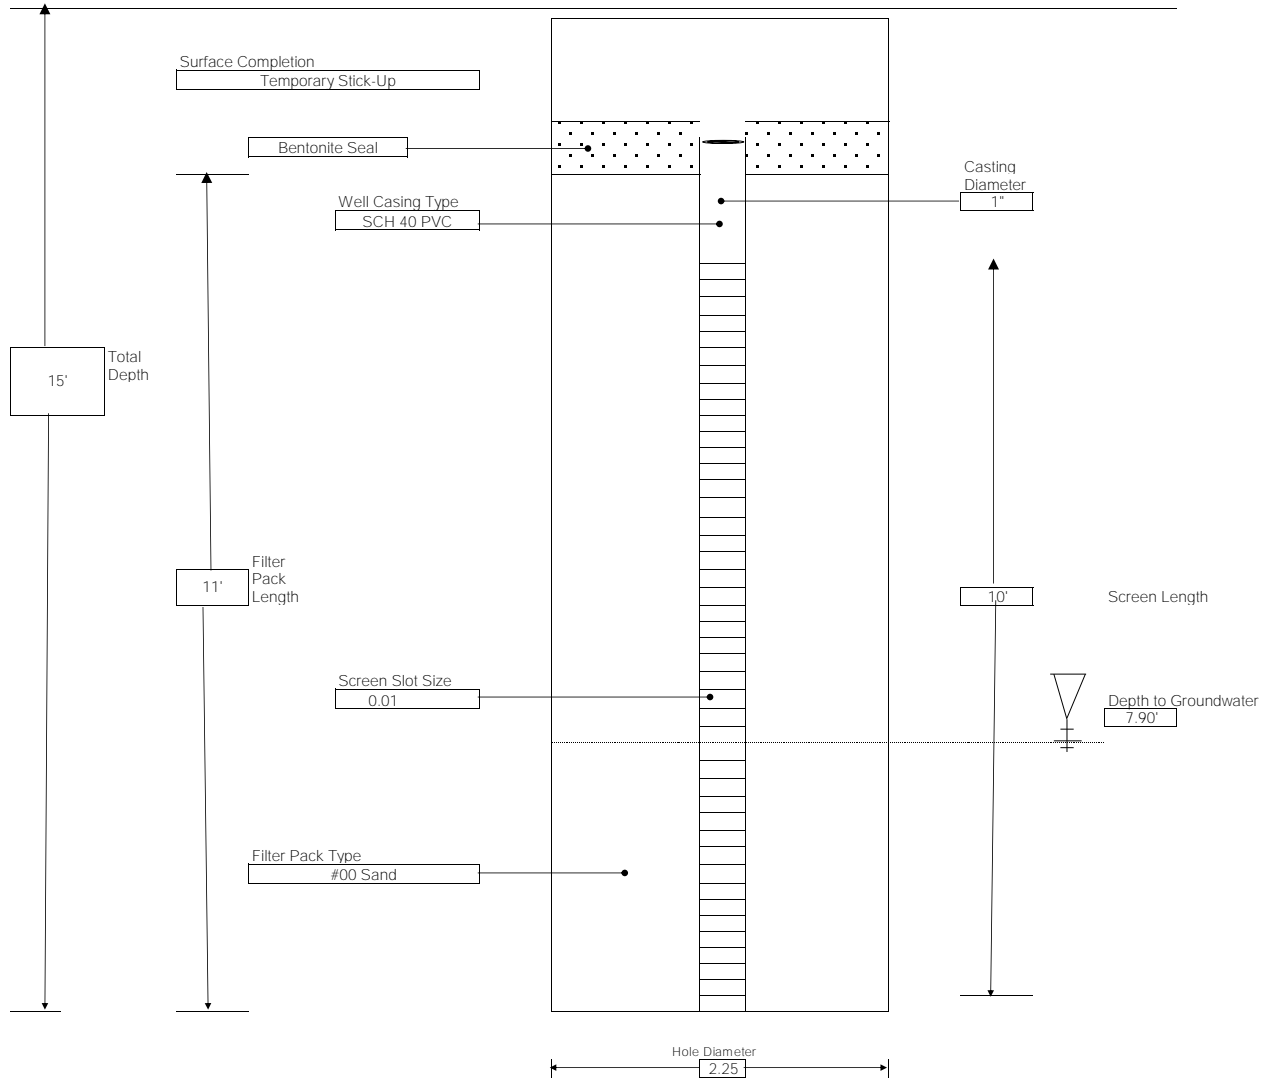 Surface Completion
Temporary Stick-Up
Bentonite Seal
Casting
Diameter
1"
Well Casing Type
SCH 40 PVC
Total
Depth
15'
Filter
Pack
Length
11'
10'
Screen Length
Screen Slot Size
0.01
Depth to Groundwater
7.90'
Filter Pack Type
#00 Sand
Hole Diameter
2.25